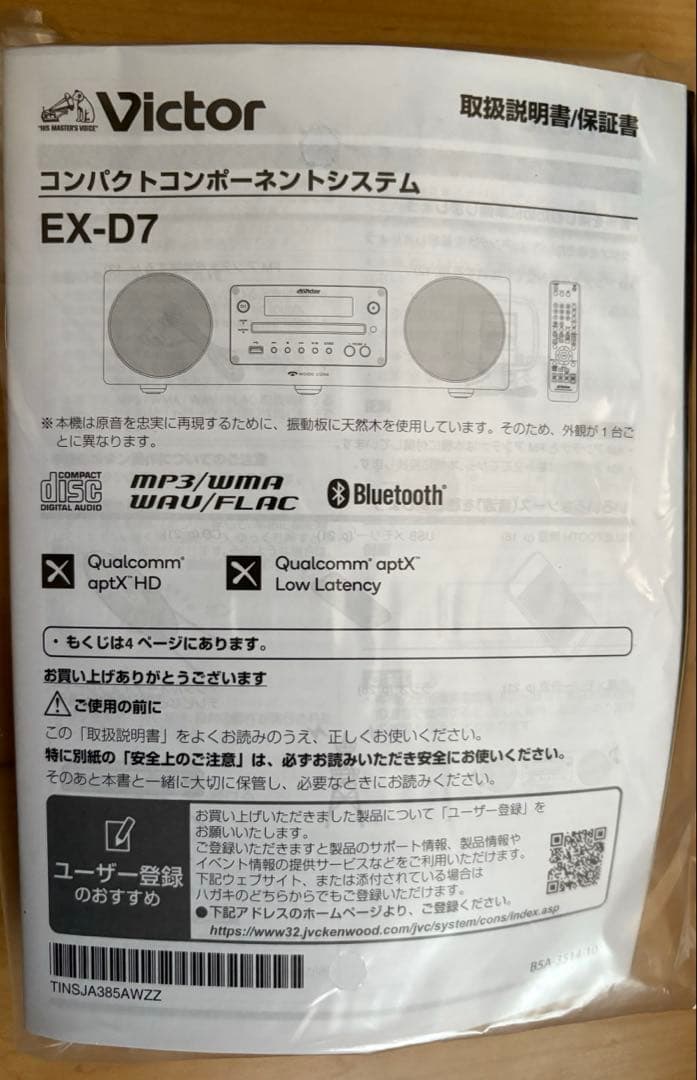 Victor
"HIS MASTER'S VOICE"
取扱説明書/保証書
コンパクトコンポーネントシステム
EX-D7
Victor
WOOD CONE
※本機は原音を忠実に再現するために、振動板に天然木を使用しています。そのため、外観が1台ご
とに異なります。
COMPACT
disc
DIGITAL AUDIO
MP3/WMA
WAV/FLAC
Bluetooth®
Qualcomm®
aptX™ HD
Qualcomm® aptX™
Low Latency
・もくじは4ページにあります。
お買い上げありがとうございます
ご使用の前に
この「取扱説明書」をよくお読みのうえ、正しくお使いください。
特に別紙の「安全上のご注意」は、必ずお読みいただき安全にお使いください。
そのあと本書と一緒に大切に保管し、必要なときにお読みください。
ユーザー登録
のおすすめ
お買い上げいただきました製品について「ユーザー登録」を
お願いいたします。
ご登録いただきますと製品のサポート情報、製品情報や
イベント情報の提供サービスなどをご利用いただけます。
下記ウェブサイト、または添付されている場合は
ハガキのどちらからでもご登録いただけます。
●下記アドレスのホームページより、ご登録ください。
https://www32.jvckenwood.com/jvc/system/cons/index.asp
TINSJA385AWZZ
B5A-3514-10